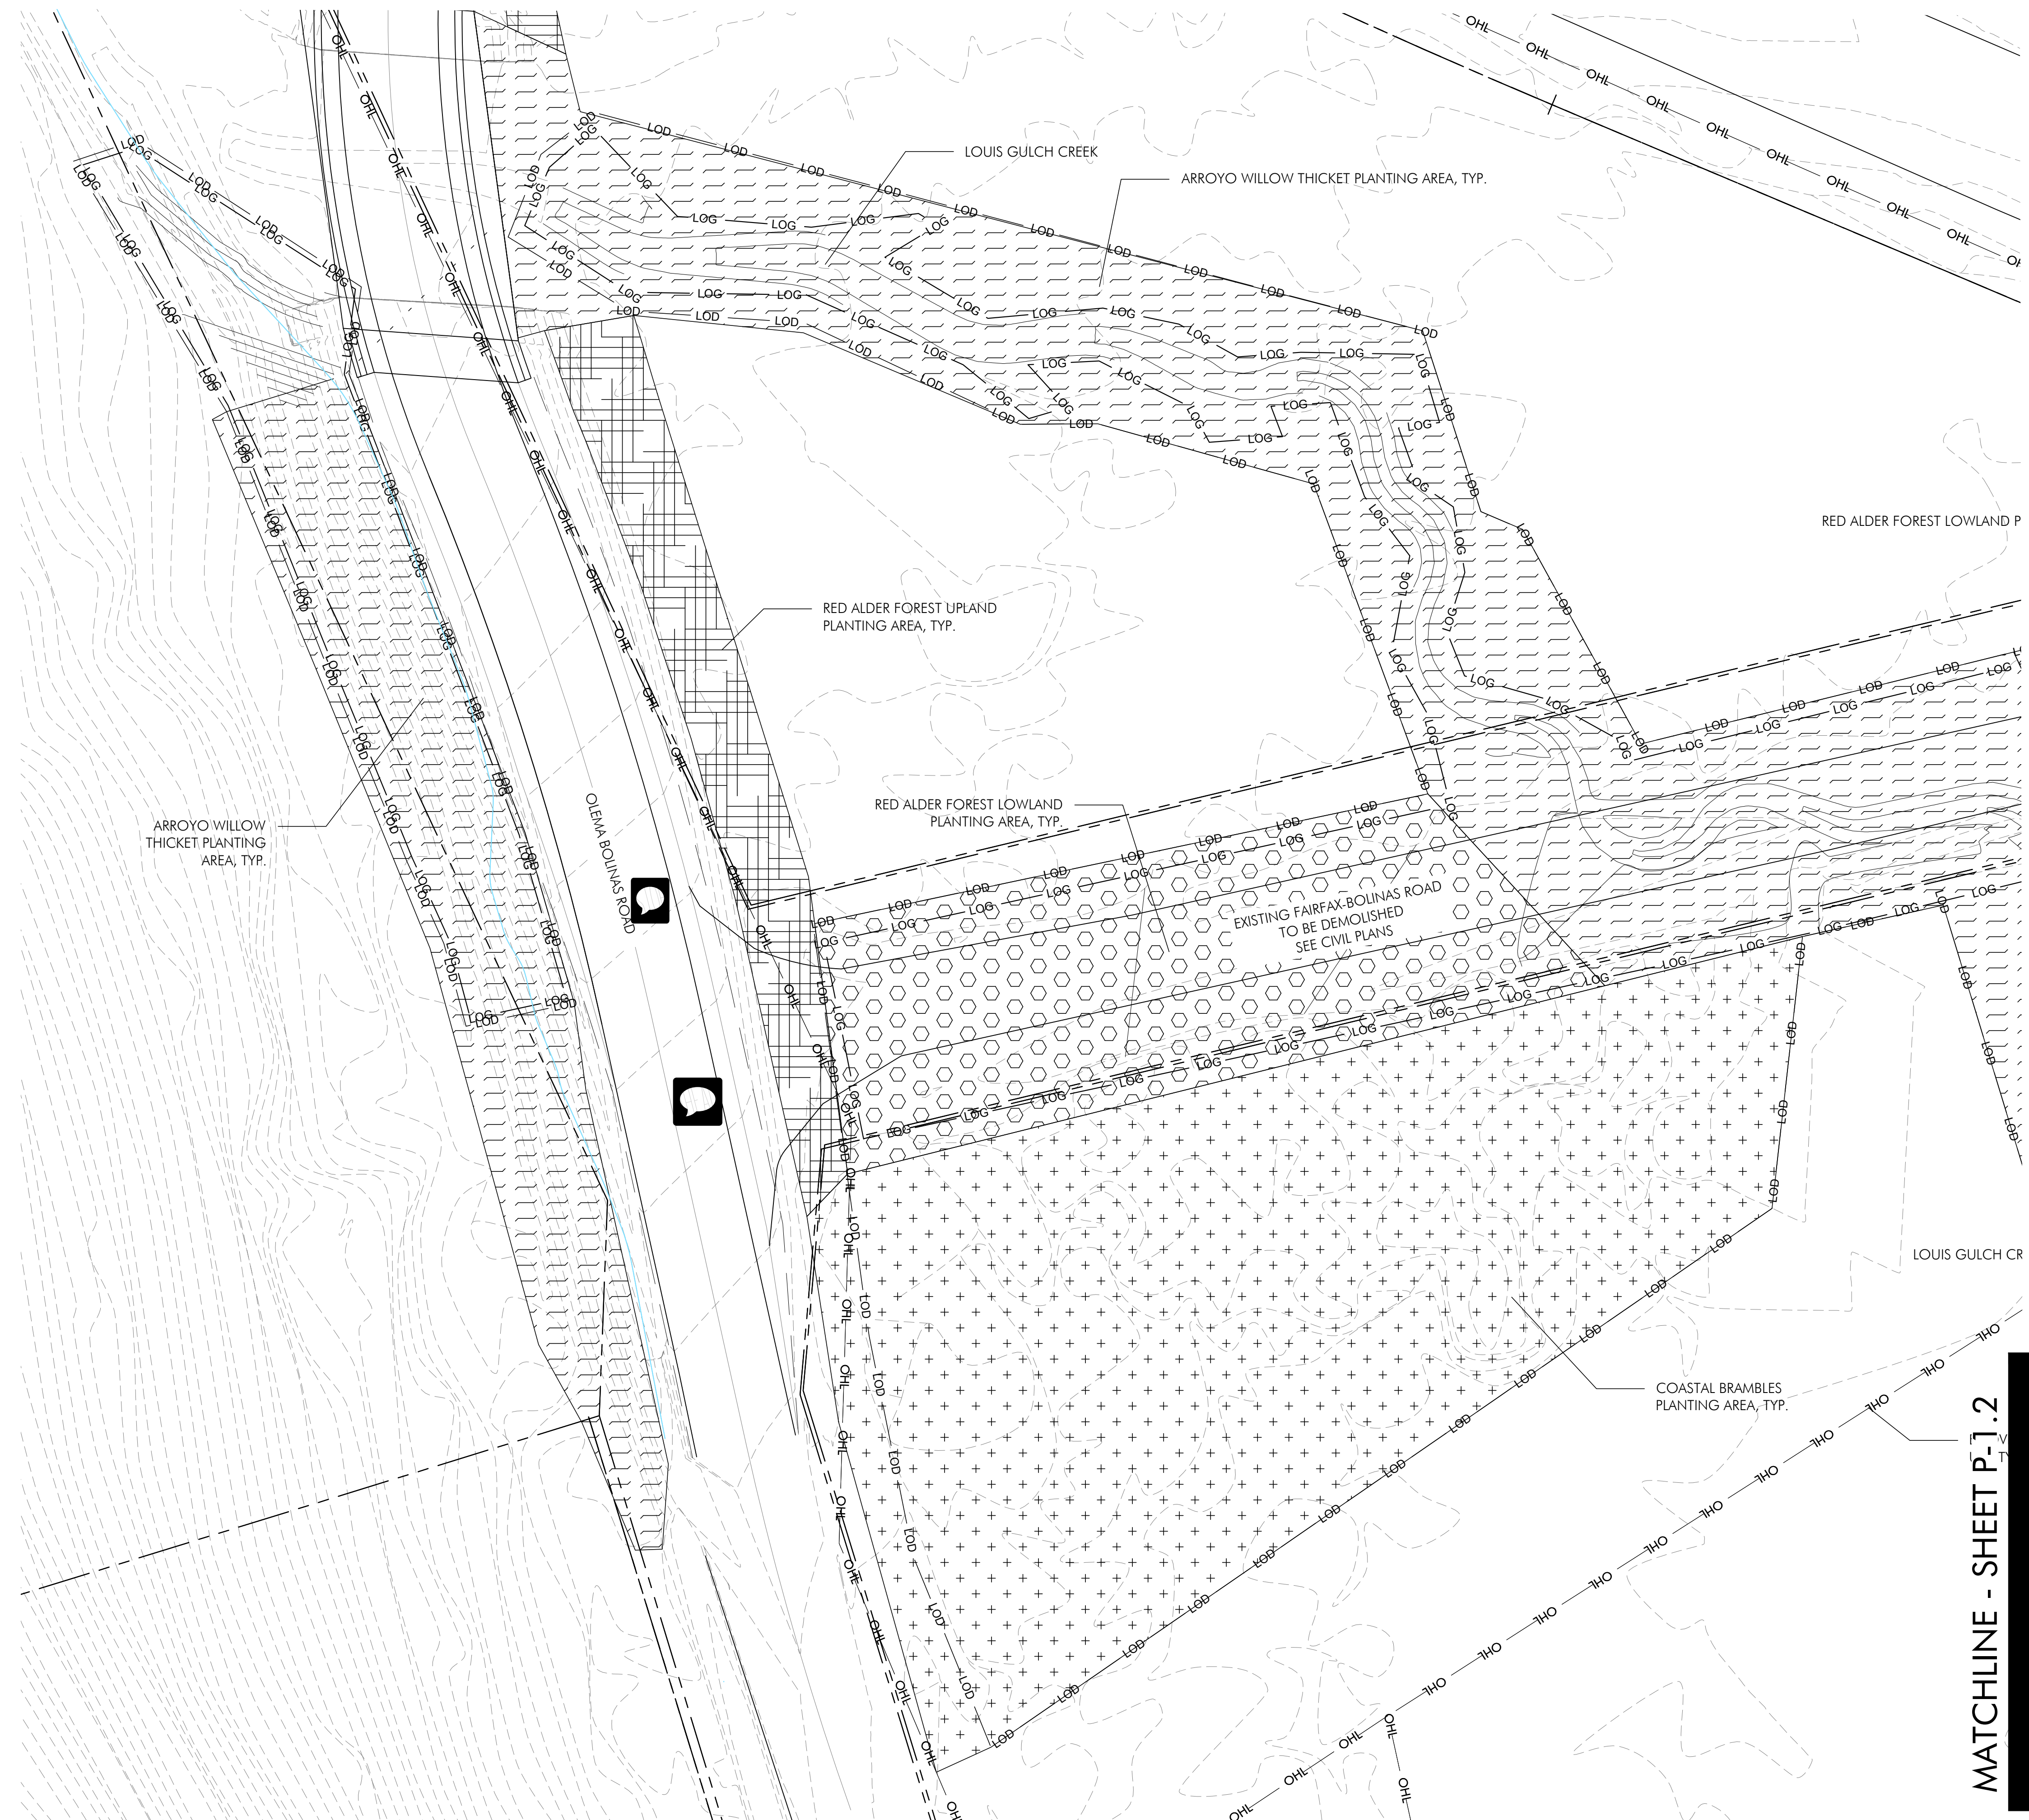 LOUIS GULCH CREEK
ARROYO WILLOW THICKET PLANTING AREA, TYP.
RED ALDER FOREST LOWLAND P
RED ALDER FOREST UPLAND
PLANTING AREA, TYP.
RED ALDER FOREST LOWLAND
PLANTING AREA, TYP.
ARROYO WILLOW
THICKET PLANTING
AREA, TYP.
OLEMA BOLINAS ROAD
EXISTING FAIRFAX-BOLINAS ROAD
TO BE DEMOLISHED
SEE CIVIL PLANS
LOUIS GULCH CR
COASTAL BRAMBLES
PLANTING AREA, TYP.
MATCHLINE - SHEET P-1.2
OHL
LOD
LOG